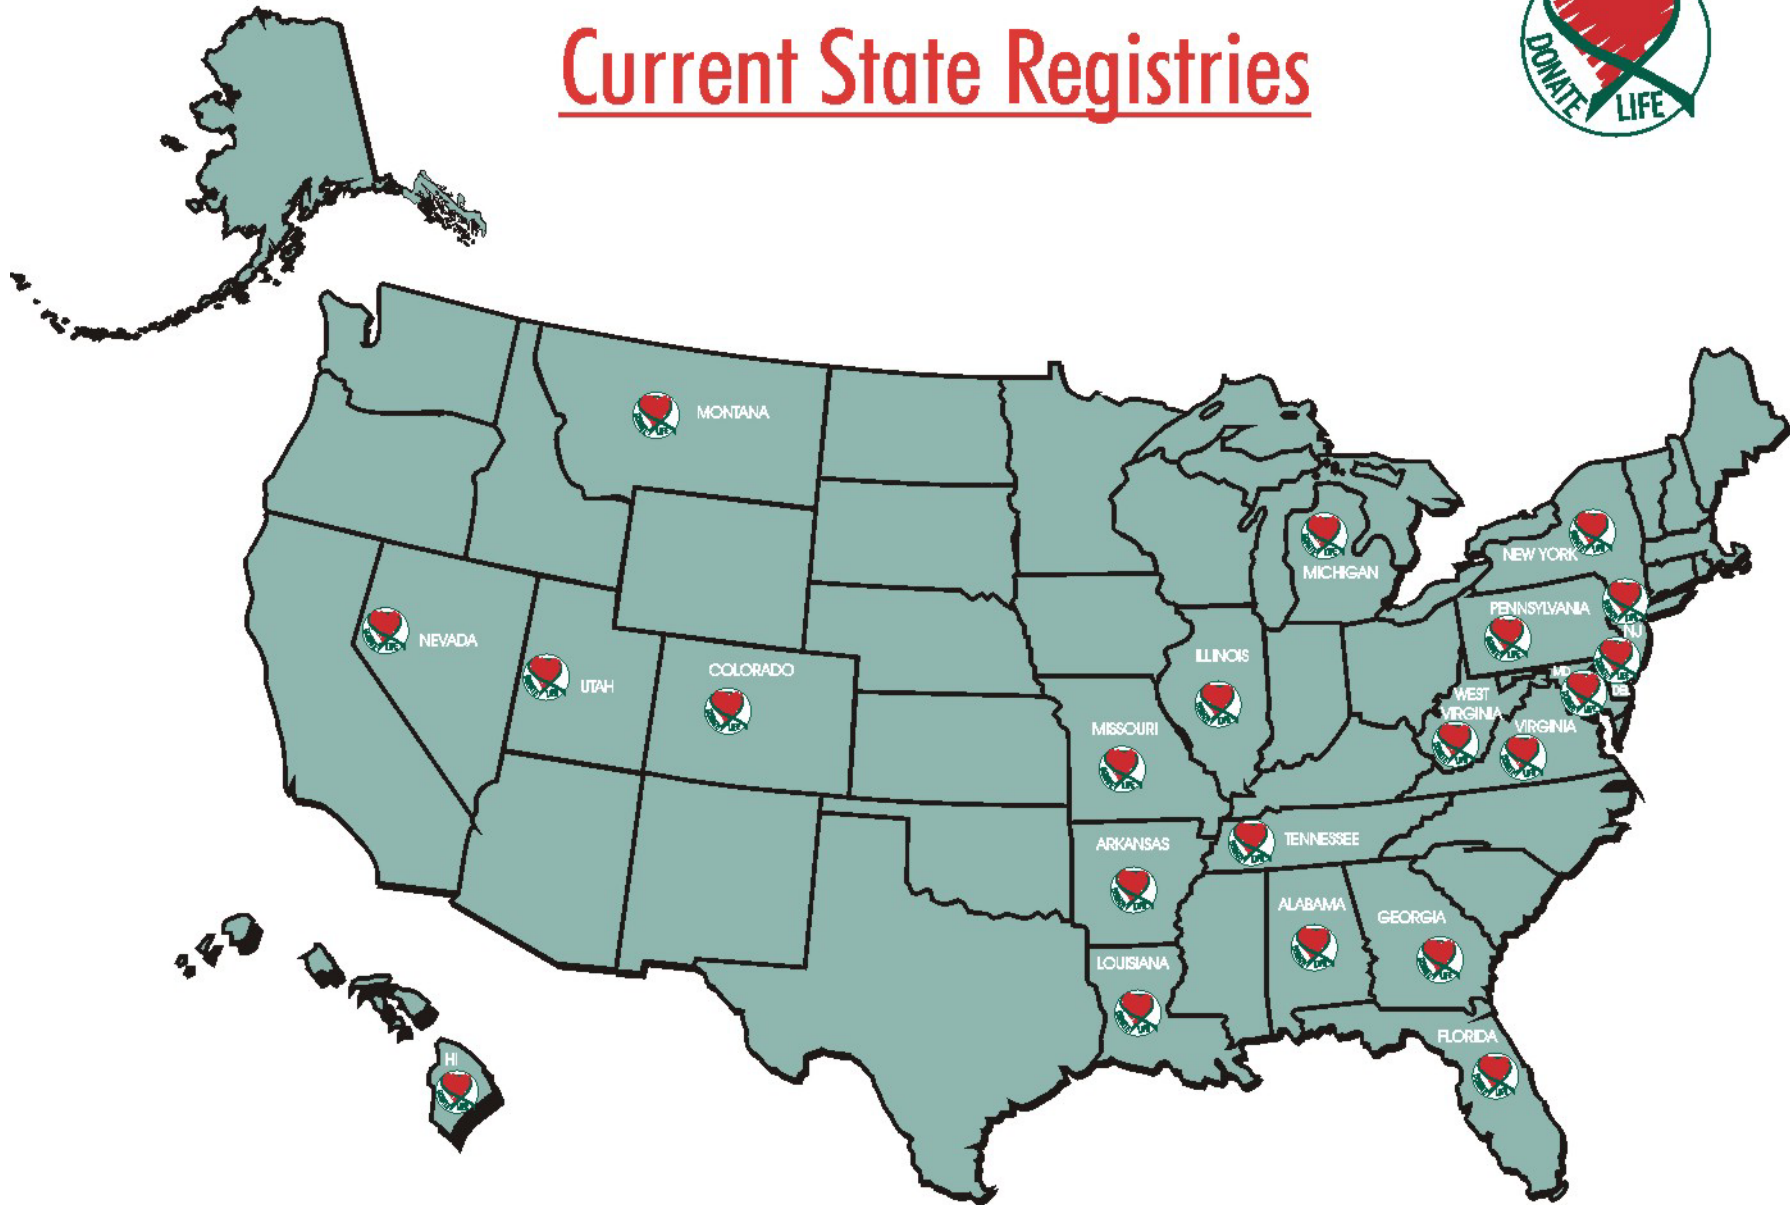 Current State Registries
DONATE LIFE
MONTANA
NEW YORK
MICHIGAN
PENNSYLVANIA
NJ
NEVADA
ILLINOIS
COLORADO
UTAH
MD
DE
WEST
VIRGINIA
VIRGINIA
MISSOURI
TENNESSEE
ARKANSAS
ALABAMA
GEORGIA
LOUISIANA
FLORIDA
HI